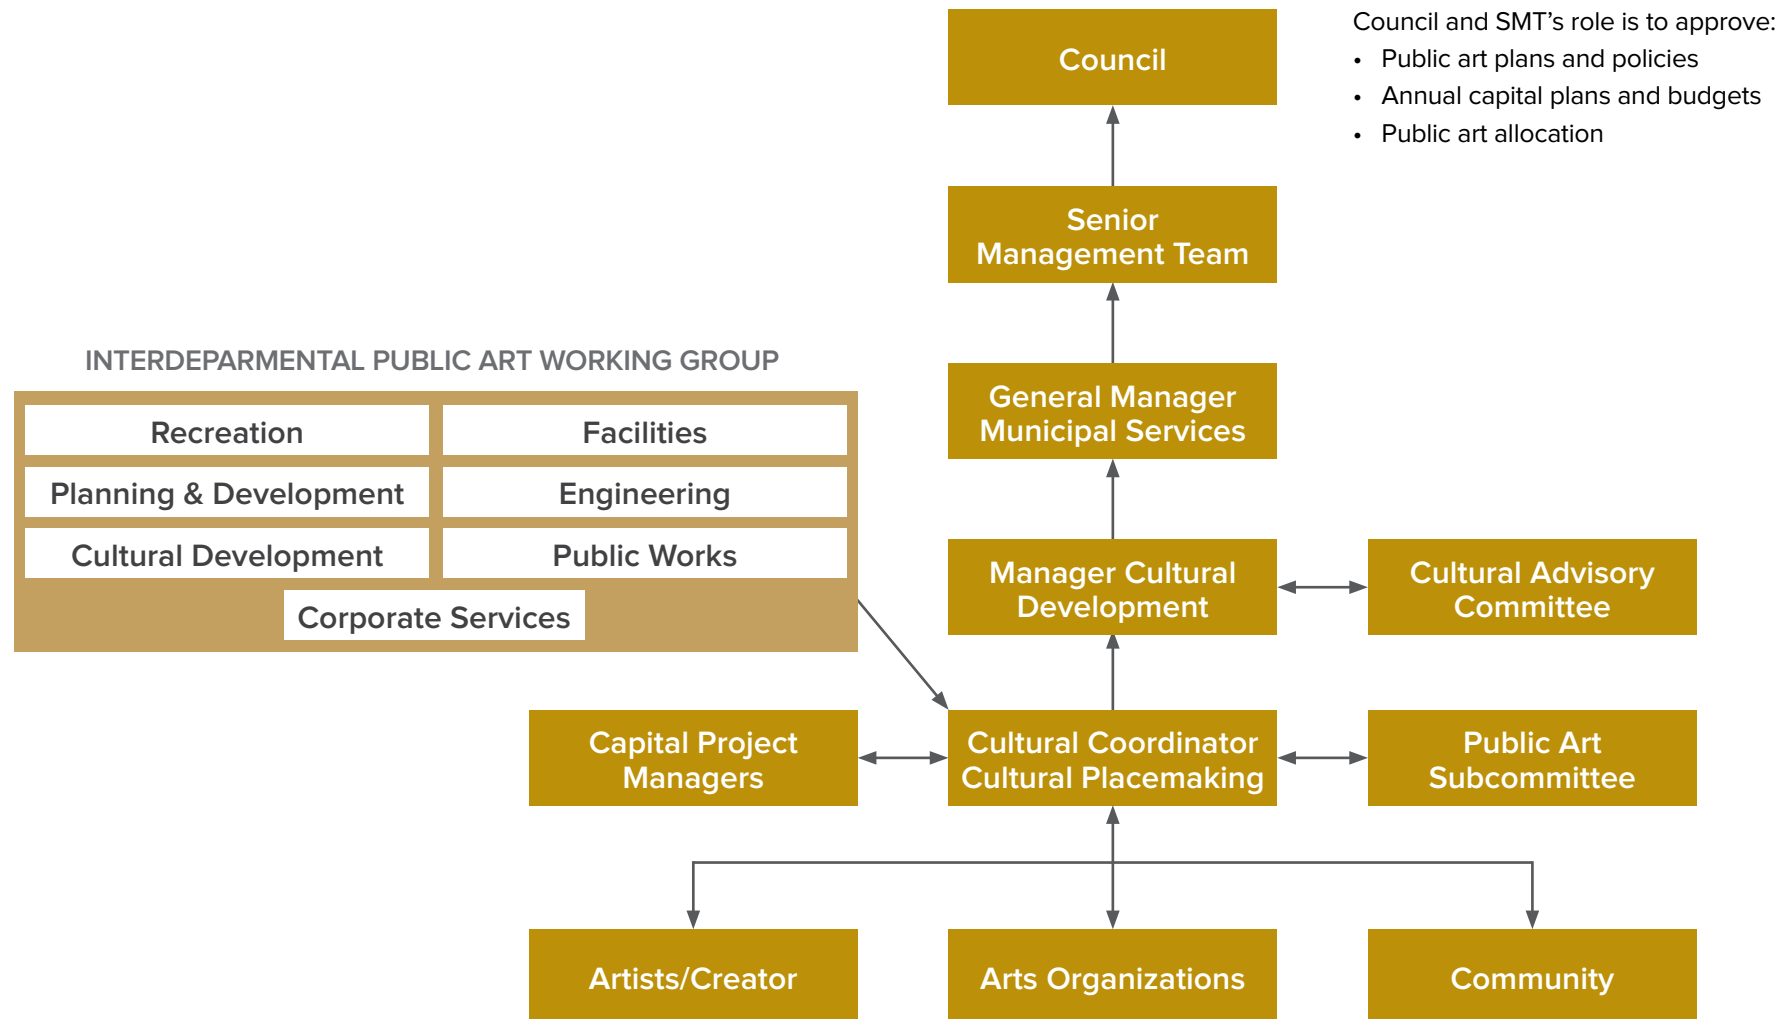 Council
Council and SMT’s role is to approve:
• Public art plans and policies
• Annual capital plans and budgets
• Public art allocation
Senior
Management Team
INTERDEPARMENTAL PUBLIC ART WORKING GROUP
Recreation
Facilities
Planning & Development
Engineering
Cultural Development
Public Works
Corporate Services
General Manager
Municipal Services
Manager Cultural
Development
Cultural Advisory
Committee
Capital Project
Managers
Cultural Coordinator
Cultural Placemaking
Public Art
Subcommittee
Artists/Creator
Arts Organizations
Community